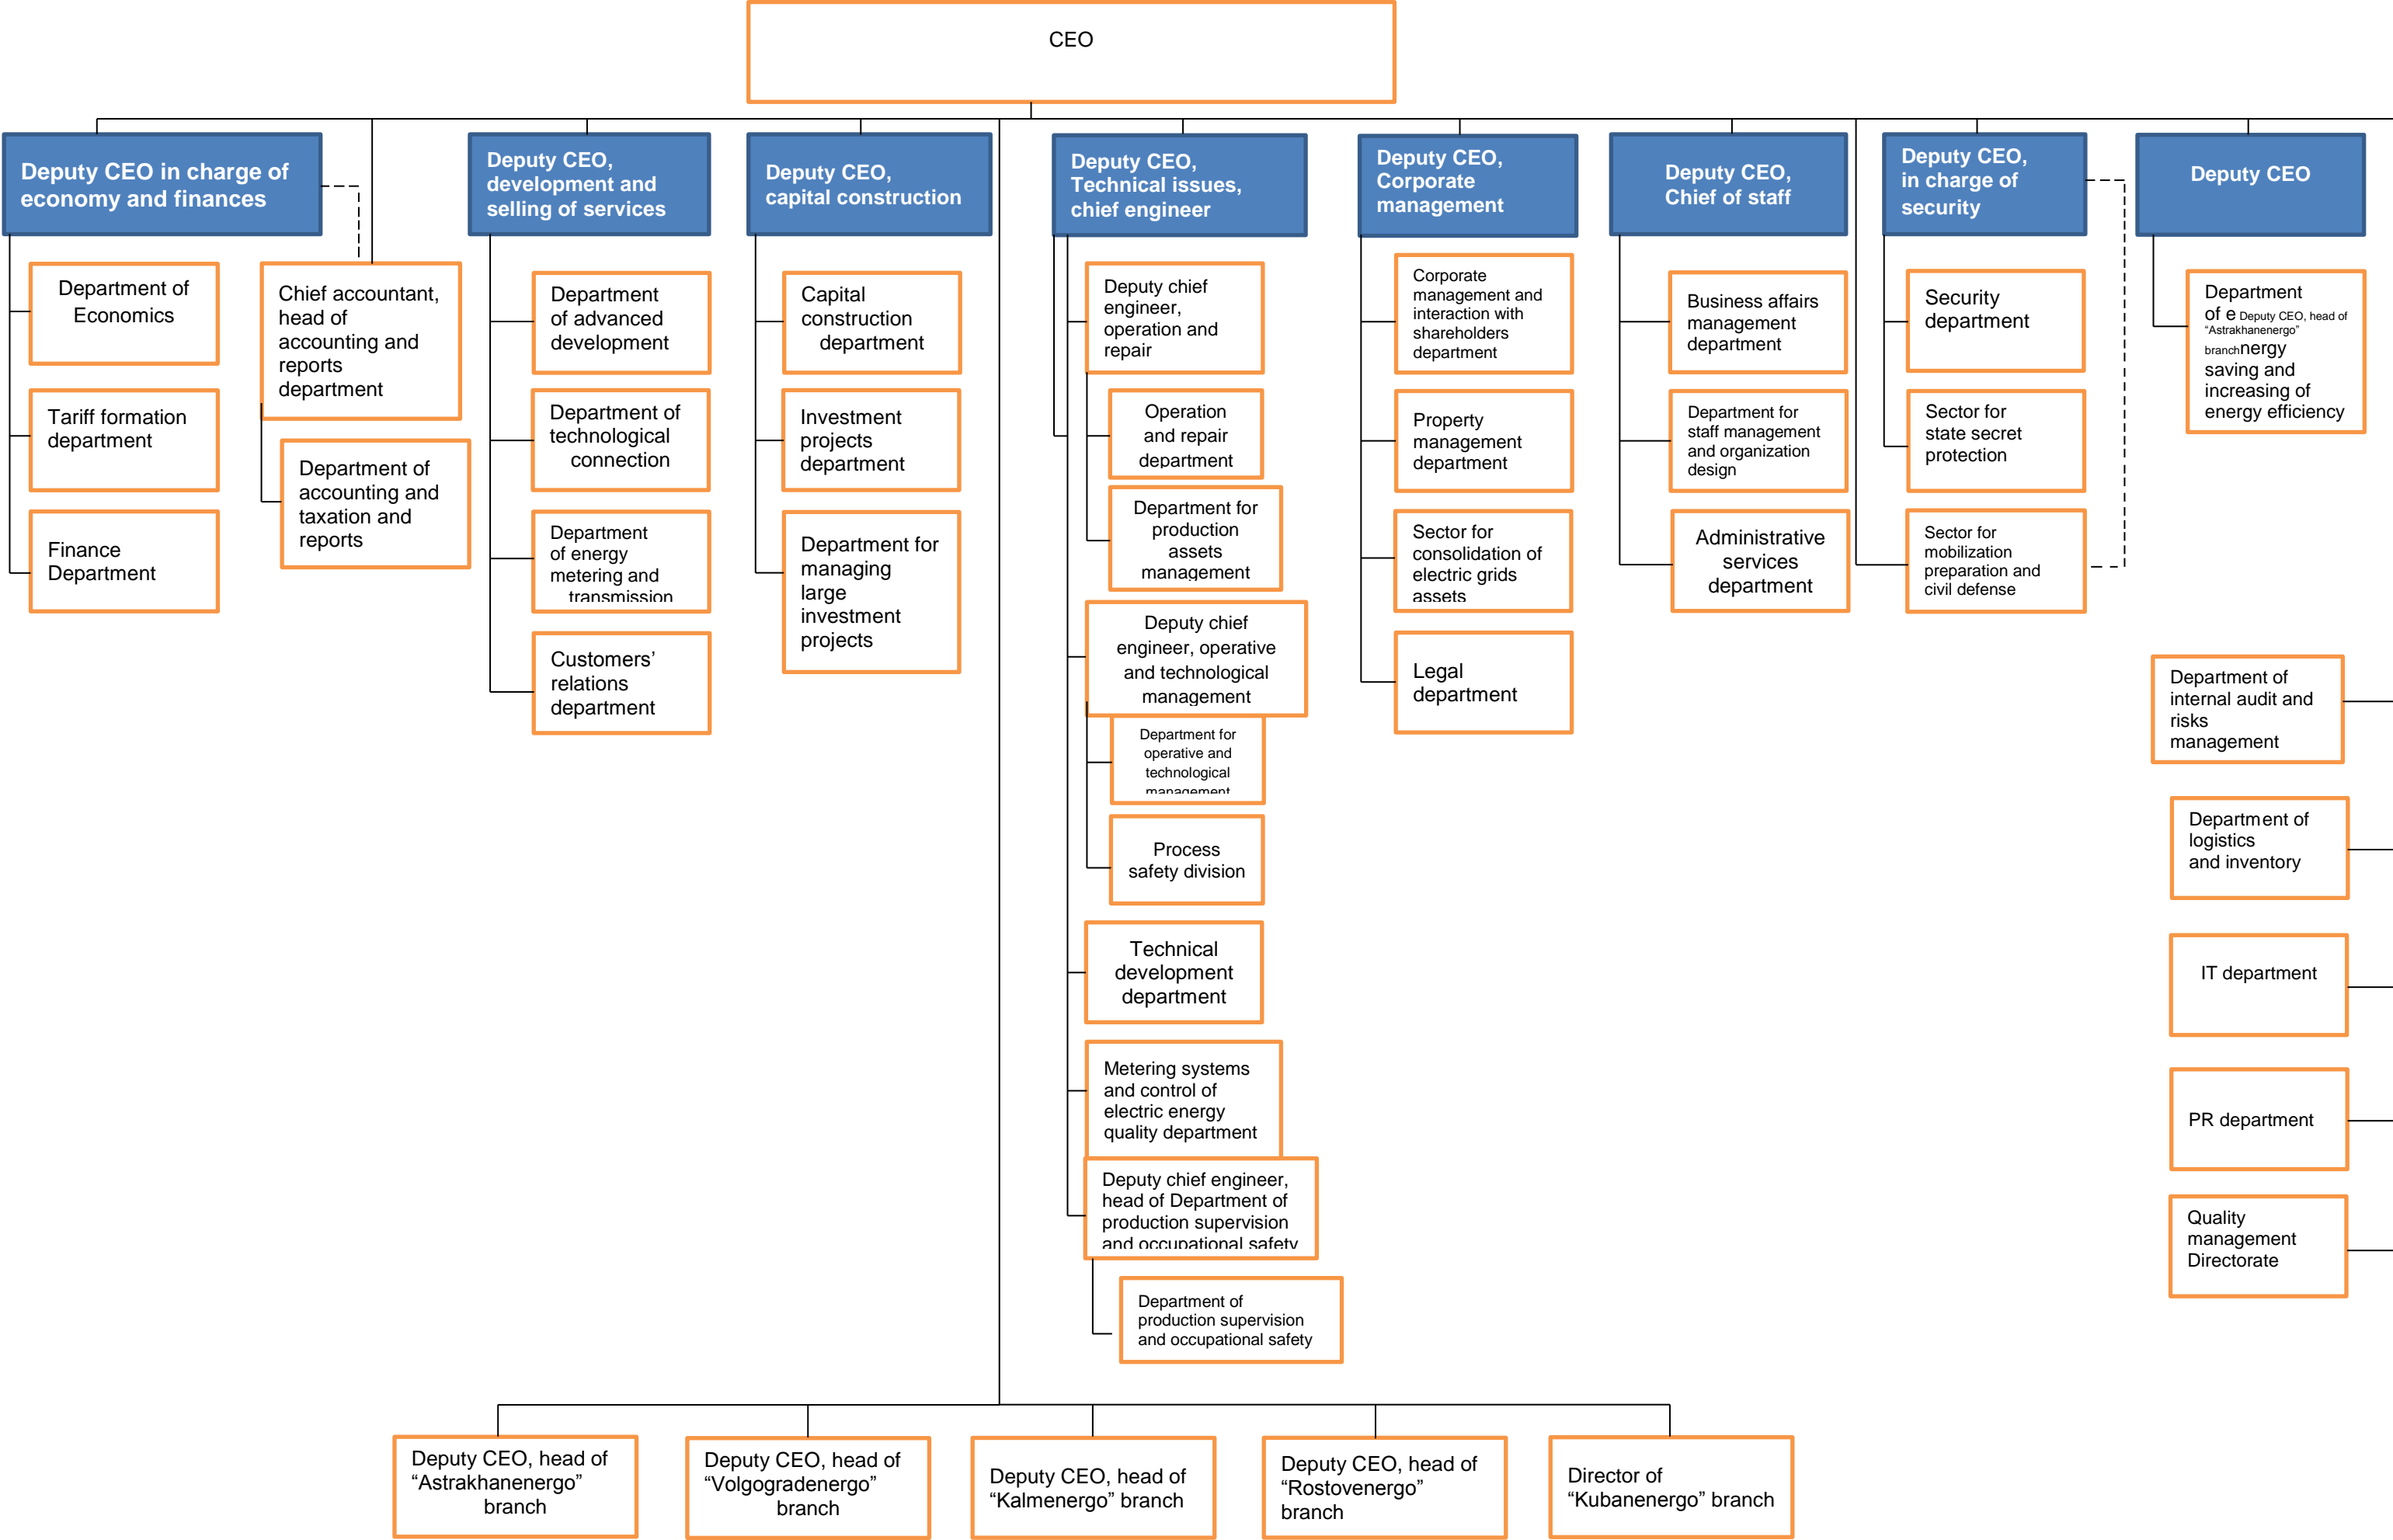 CEO
Deputy CEO in charge of
economy and finances
Deputy CEO,
development and
selling of services
Deputy CEO,
capital construction
Deputy CEO,
Technical issues,
chief engineer
Deputy CEO,
Corporate
management
Deputy CEO,
Chief of staff
Deputy CEO,
in charge of
security
Deputy CEO
Department of
Economics
Tariff formation
department
Finance
Department
Chief accountant,
head of
accounting and
reports
department
Department of
accounting and
taxation and
reports
Department
of advanced
development
Department of
technological
connection
Department
of energy
metering and
transmission
Customers’
relations
department
Capital
construction
department
Investment
projects
department
Department for
managing
large
investment
projects
Deputy chief
engineer,
operation and
repair
Operation
and repair
department
Department for
production
assets
management
Deputy chief
engineer, operative
and technological
management
Department for
operative and
technological
management
Process
safety division
Technical
development
department
Metering systems
and control of
electric energy
quality department
Deputy chief engineer,
head of Department of
production supervision
and occupational safety
Department of
production supervision
and occupational safety
Corporate
management and
interaction with
shareholders
department
Property
management
department
Sector for
consolidation of
electric grids
assets
Legal
department
Business affairs
management
department
Department for
staff management
and organization
design
Administrative
services
department
Security
department
Sector for
state secret
protection
Sector for
mobilization
preparation and
civil defense
Department
of e Deputy CEO, head of
“Astrakhanenergo”
branchnergy
saving and
increasing of
energy efficiency
Department of
internal audit and
risks
management
Department of
logistics
and inventory
IT department
PR department
Quality
management
Directorate
Deputy CEO, head of
“Astrakhanenergo”
branch
Deputy CEO, head of
“Volgogradenergo”
branch
Deputy CEO, head of
“Kalmenergo” branch
Deputy CEO, head of
“Rostovenergo”
branch
Director of
“Kubanenergo” branch